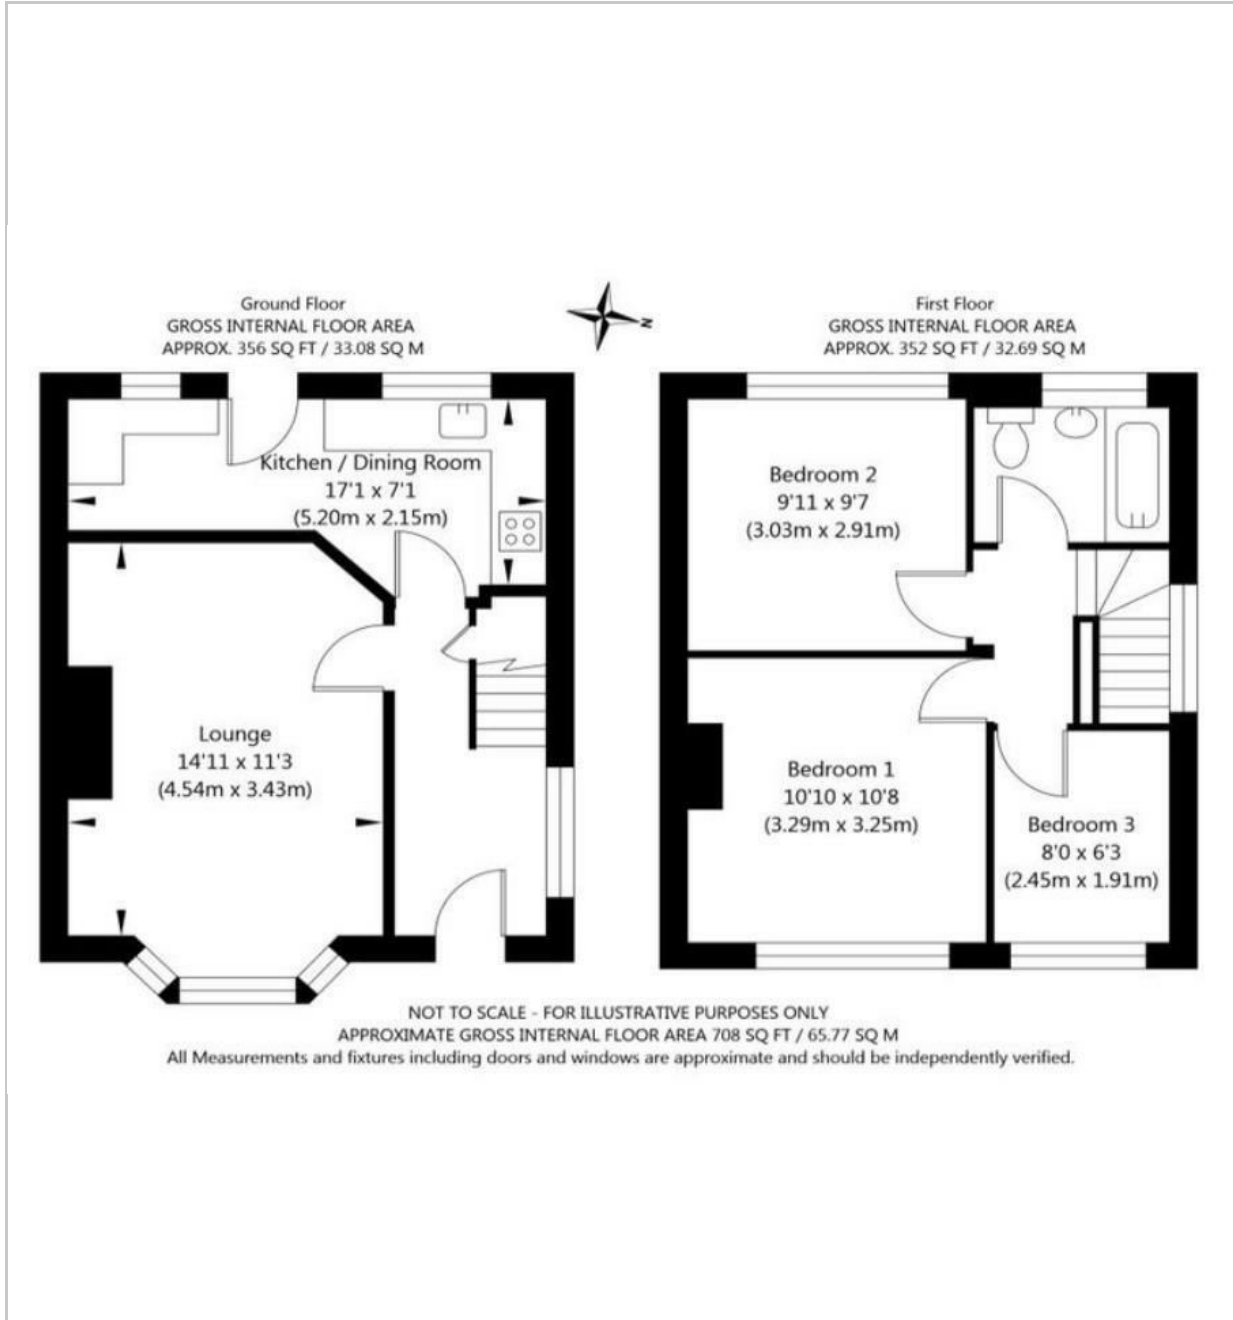 Ground Floor
GROSS INTERNAL FLOOR AREA
APPROX. 356 SQ FT / 33.08 SQ M
N
First Floor
GROSS INTERNAL FLOOR AREA
APPROX. 352 SQ FT / 32.69 SQ M
Kitchen / Dining Room
17'1 x 7'1
(5.20m x 2.15m)
Lounge
14'11 x 11'3
(4.54m x 3.43m)
Bedroom 2
9'11 x 9'7
(3.03m x 2.91m)
Bedroom 1
10'10 x 10'8
(3.29m x 3.25m)
Bedroom 3
8'0 x 6'3
(2.45m x 1.91m)
NOT TO SCALE - FOR ILLUSTRATIVE PURPOSES ONLY
APPROXIMATE GROSS INTERNAL FLOOR AREA 708 SQ FT / 65.77 SQ M
All Measurements and fixtures including doors and windows are approximate and should be independently verified.